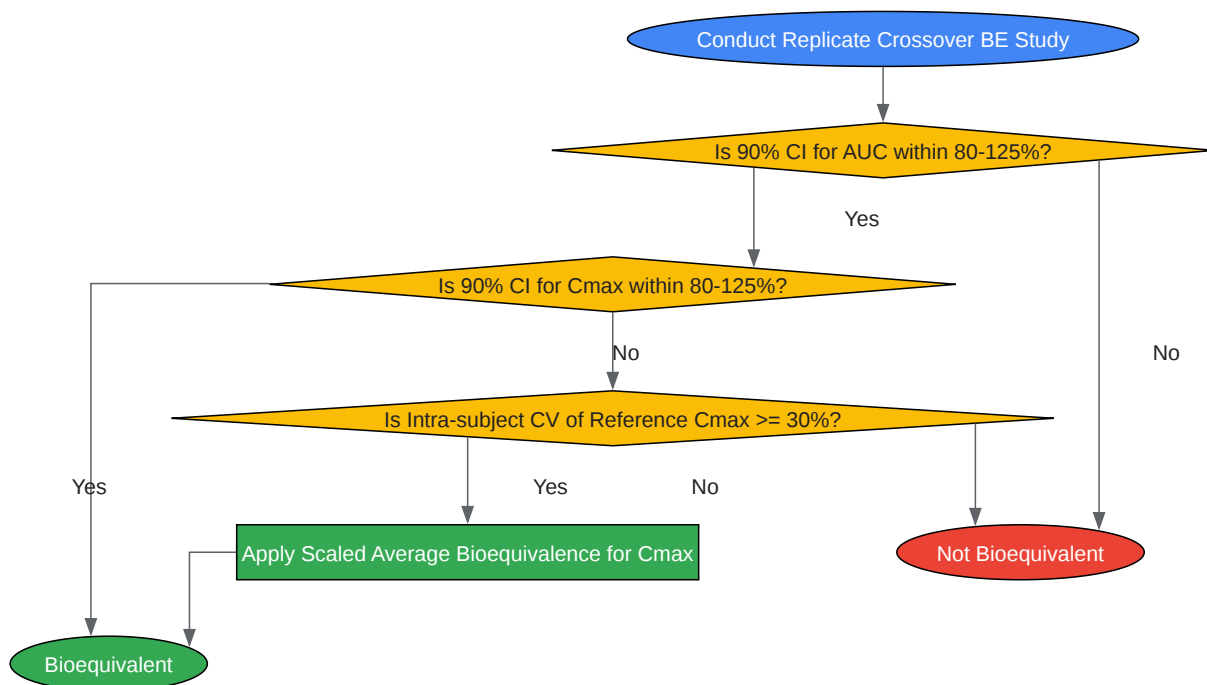 Conduct Replicate Crossover BE Study
Is 90% CI for AUC within 80-125%?
Yes
Is 90% CI for Cmax within 80-125%?
No
No
Is Intra-subject CV of Reference Cmax >= 30%?
Yes
Yes
No
Apply Scaled Average Bioequivalence for Cmax
Not Bioequivalent
Bioequivalent